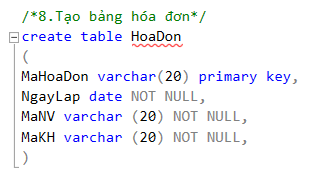 /*8.Tạo bảng hóa đơn*/
create table HoaDon
(
MaHoaDon varchar(20) primary key,
NgayLap date NOT NULL,
MaNV varchar (20) NOT NULL,
MaKH varchar (20) NOT NULL,
)